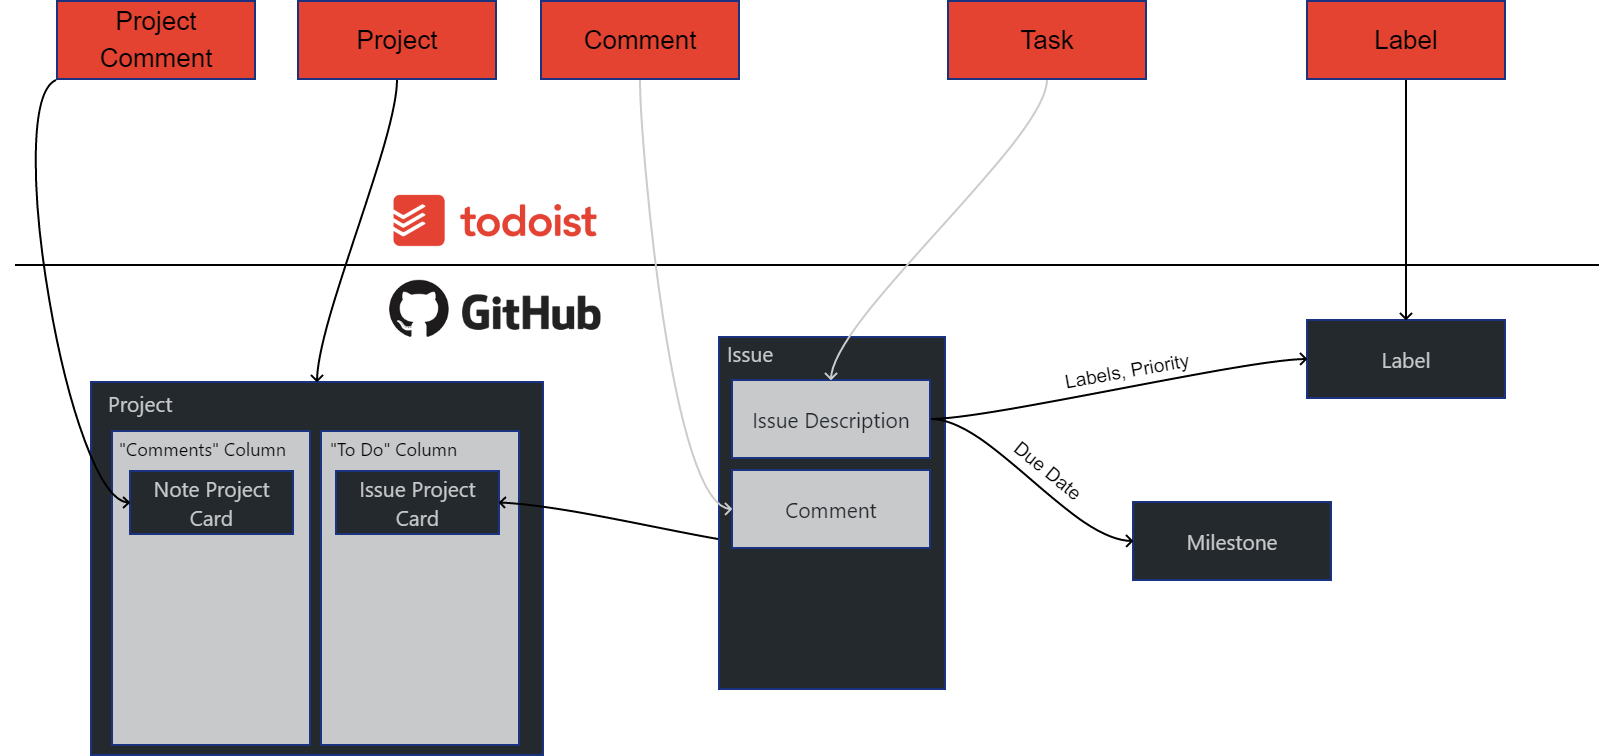 Project
Comment
Project
Comment
Task
Label
todoist
GitHub
Project
"Comments" Column
Note Project
Card
"To Do" Column
Issue Project
Card
Issue
Issue Description
Comment
Labels, Priority
Due Date
Label
Milestone